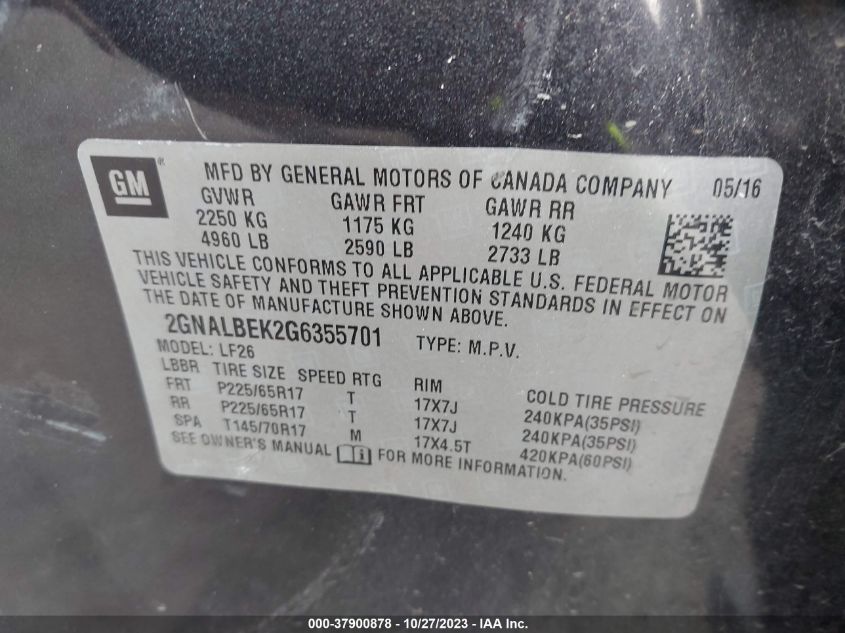 GM ®
MFD BY GENERAL MOTORS OF CANADA COMPANY 05/16
GVWR GAWR FRT GAWR RR
2250 KG 1175 KG 1240 KG
4960 LB 2590 LB 2733 LB
THIS VEHICLE CONFORMS TO ALL APPLICABLE U.S. FEDERAL MOTOR
VEHICLE SAFETY AND THEFT PREVENTION STANDARDS IN EFFECT ON
THE DATE OF MANUFACTURE SHOWN ABOVE.
2GNALBEK2G6355701 TYPE: M.P.V.
MODEL: LF26
LBBR TIRE SIZE SPEED RTG RIM COLD TIRE PRESSURE
FRT P225/65R17 T 17X7J 240KPA(35PSI)
RR P225/65R17 T 17X7J 240KPA(35PSI)
SPA T145/70R17 M 17X4.5T 420KPA(60PSI)
SEE OWNER'S MANUAL FOR MORE INFORMATION.
000-37900878 - 10/27/2023 - IAA Inc.